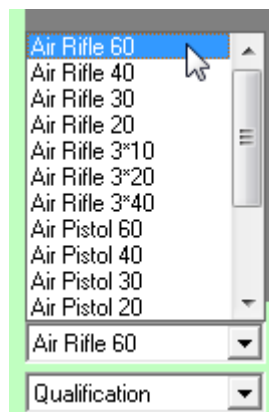 Air Rifle 60
Air Rifle 40
Air Rifle 30
Air Rifle 20
Air Rifle 3*10
Air Rifle 3*20
Air Rifle 3*40
Air Pistol 60
Air Pistol 40
Air Pistol 30
Air Pistol 20
Air Rifle 60
Qualification